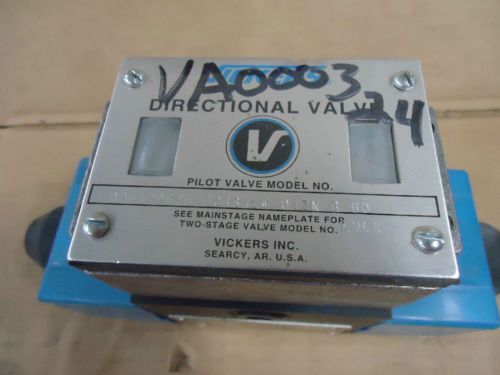 VICKERS
VA0003
24
DIRECTIONAL VALVE
V
PILOT VALVE MODEL NO.
SEE MAINSTAGE NAMEPLATE FOR
TWO-STAGE VALVE MODEL NO.
VICKERS INC.
SEARCY, AR. U.S.A.